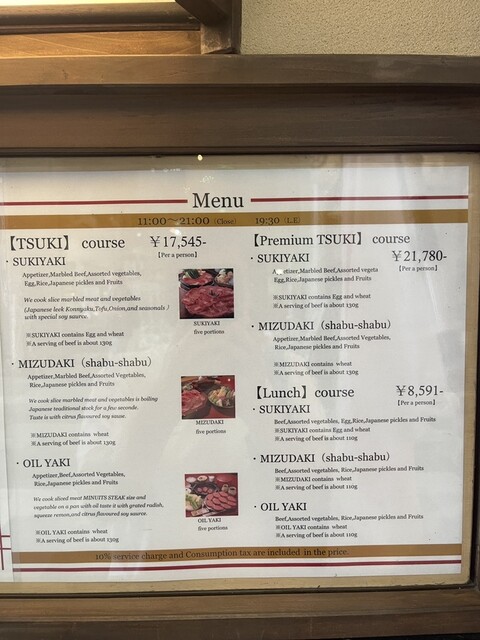 Menu
11:00〜21:00 (Close) 19:30 (L.E)
【TSUKI】 course ¥17,545-
【Per a person】
・SUKIYAKI
Appetizer,Marbled Beef,Assorted vegetables,
Egg,Rice,Japanese pickles and Fruits
We cook slice marbled meat and vegetables
(Japanese leek Konnyaku,Tofu,Onion,and seasonals )
with special soy source.
※SUKIYAKI contains Egg and wheat
※A serving of beef is about 130g
SUKIYAKI
five portions
・MIZUDAKI（shabu-shabu）
Appetizer,Marbled Beef,Assorted Vegetables,
Rice,Japanese pickles and Fruits
We cook slice marbled meat and vegetables is boiling
Japanese traditional stock for a few seconds.
Taste with citrus flavoured soy sause.
※MIZUDAKI contains wheat
※A serving of beef is about 130g
MIZUDAKI
five portions
・OIL YAKI
Appetizer,Beef,Assorted Vegetables,
Rice,Japanese pickles and Fruits
We cook sliced meat MINUITS STEAK size and
vegetable on a pan with oil taste it with grated radish,
squeeze remon,and citrus flavoured soy source.
※OIL YAKI contains wheat
※A serving of beef is about 130g
OIL YAKI
five portions
【Premium TSUKI】 course
¥21,780-
【Per a person】
・SUKIYAKI
Appetizer,Marbled Beef,Assorted vegeta
Egg,Rice,Japanese pickles and Fruits
※SUKIYAKI contains Egg and wheat
※A serving of beef is about 130g
・MIZUDAKI（shabu-shabu）
Appetizer,Marbled Beef,Assorted Vegetables,
Rice,Japanese pickles and Fruits
※MIZUDAKI contains wheat
※A serving of beef is about 130g
【Lunch】course ¥8,591-
【Per a person】
・SUKIYAKI
Beef,Assorted vegetables, Egg,Rice,Japanese pickles and Fruits
※SUKIYAKI contains Egg and wheat
※A serving of beef is about 110g
・MIZUDAKI（shabu-shabu）
Beef,Assorted vegetables, Rice,Japanese pickles and Fruits
※MIZUDAKI contains wheat
※A serving of beef is about 110g
・OIL YAKI
Beef,Assorted vegetables, Rice,Japanese pickles and Fruits
※OIL YAKI contains wheat
※A serving of beef is about 110g
10% service charge and Consumption tax are included in the price.